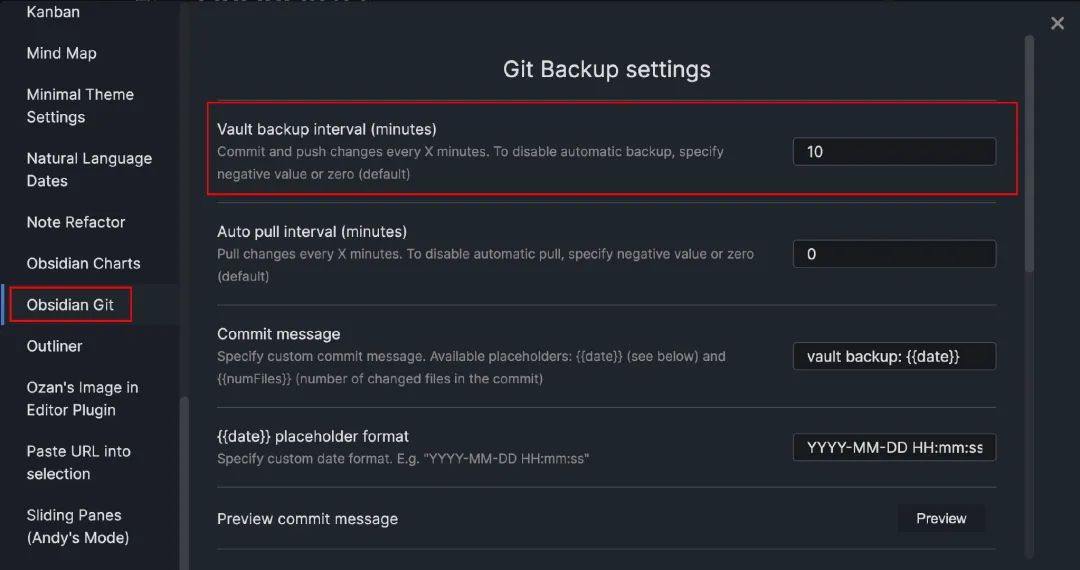 Kanban
Mind Map
Minimal Theme
Settings
Natural Language
Dates
Note Refactor
Obsidian Charts
Obsidian Git
Outliner
Ozan's Image in
Editor Plugin
Paste URL into
selection
Sliding Panes
(Andy's Mode)
Git Backup settings
Vault backup interval (minutes)
Commit and push changes every X minutes. To disable automatic backup, specify
negative value or zero (default)
10
Auto pull interval (minutes)
Pull changes every X minutes. To disable automatic pull, specify negative value or zero
(default)
0
Commit message
Specify custom commit message. Available placeholders: {{date}} (see below) and
{{numFiles}} (number of changed files in the commit)
vault backup: {{date}}
{{date}} placeholder format
Specify custom date format. E.g. "YYYY-MM-DD HH:mm:ss"
YYYY-MM-DD HH:mm:ss
Preview commit message
Preview